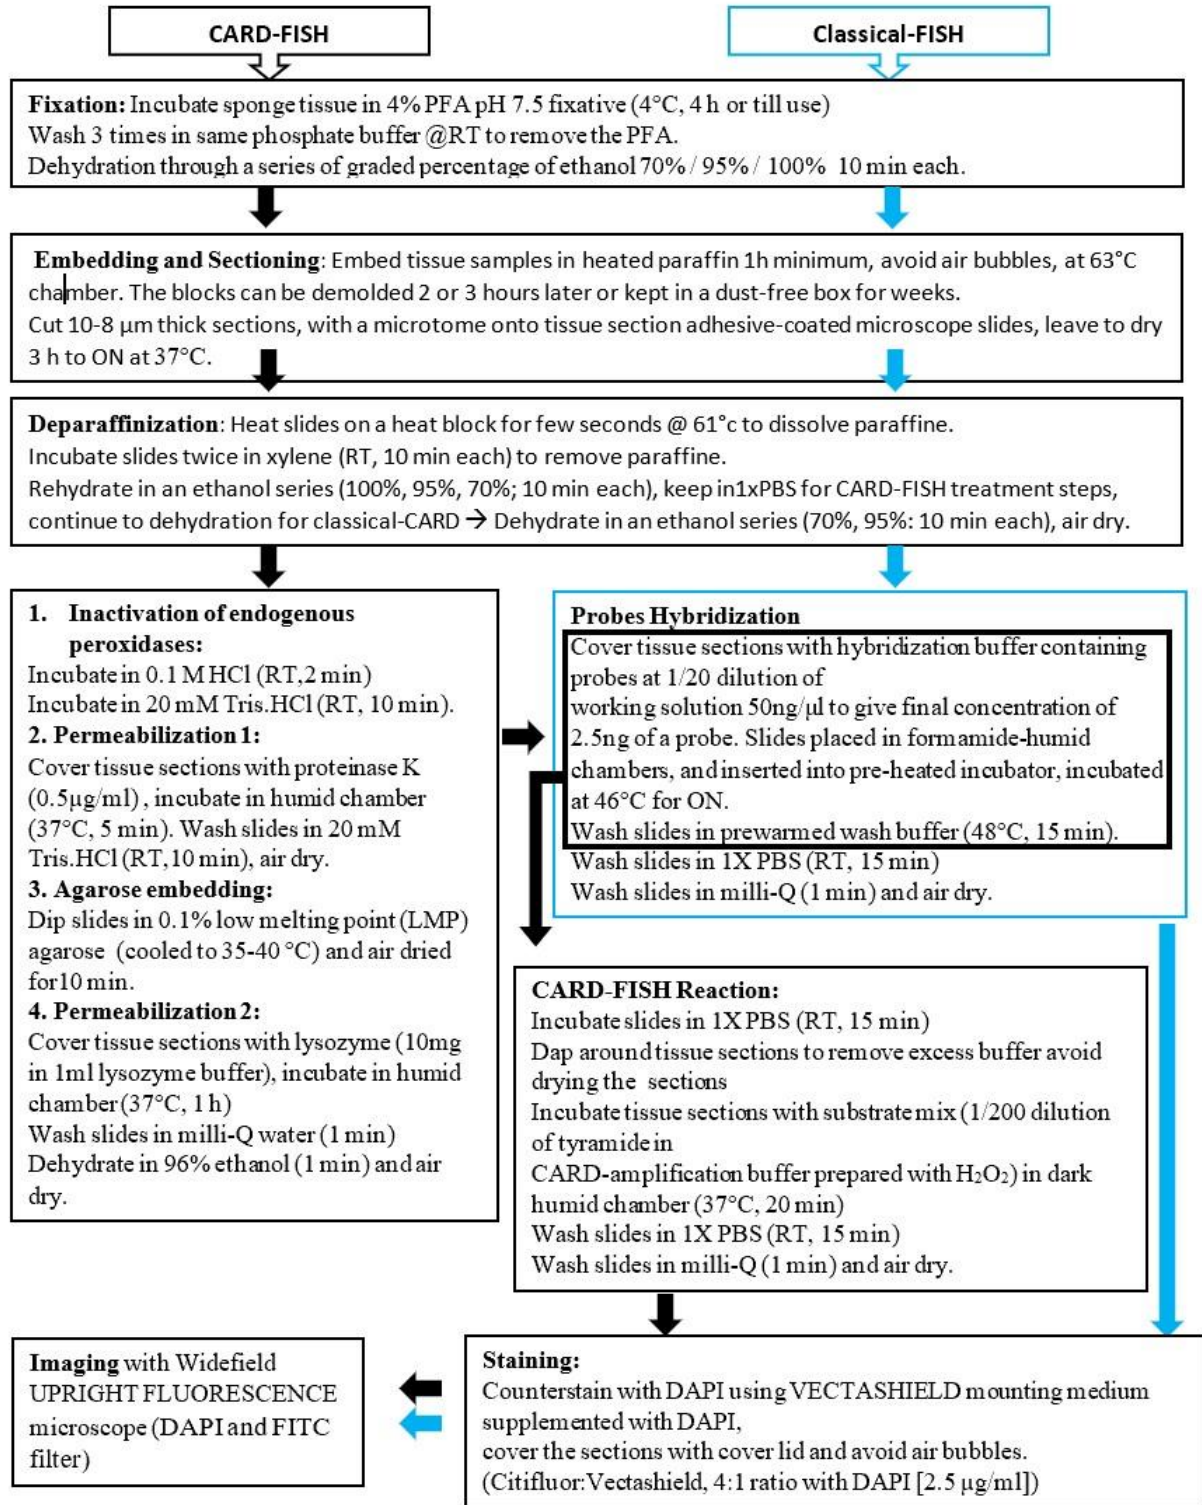 CARD-FISH
Classical-FISH
Fixation: Incubate sponge tissue in 4% PFA pH 7.5 fixative (4°C, 4 h or till use)
Wash 3 times in same phosphate buffer @RT to remove the PFA.
Dehydration through a series of graded percentage of ethanol 70% / 95% / 100% 10 min each.
Embedding and Sectioning: Embed tissue samples in heated paraffin 1h minimum, avoid air bubbles, at 63°C
chamber. The blocks can be demolded 2 or 3 hours later or kept in a dust-free box for weeks.
Cut 10-8 µm thick sections, with a microtome onto tissue section adhesive-coated microscope slides, leave to dry
3 h to ON at 37°C.
Deparaffinization: Heat slides on a heat block for few seconds @ 61°c to dissolve paraffine.
Incubate slides twice in xylene (RT, 10 min each) to remove paraffine.
Rehydrate in an ethanol series (100%, 95%, 70%; 10 min each), keep in1xPBS for CARD-FISH treatment steps,
continue to dehydration for classical-CARD → Dehydrate in an ethanol series (70%, 95%: 10 min each), air dry.
1. Inactivation of endogenous
peroxidases:
Incubate in 0.1 M HCl (RT,2 min)
Incubate in 20 mM Tris.HCl (RT, 10 min).
2. Permeabilization 1:
Cover tissue sections with proteinase K
(0.5µg/ml) , incubate in humid chamber
(37°C, 5 min). Wash slides in 20 mM
Tris.HCl (RT, 10 min), air dry.
3. Agarose embedding:
Dip slides in 0.1% low melting point (LMP)
agarose (cooled to 35-40 °C) and air dried
for10 min.
4. Permeabilization 2:
Cover tissue sections with lysozyme (10mg
in 1ml lysozyme buffer), incubate in humid
chamber (37°C, 1 h)
Wash slides in milli-Q water (1 min)
Dehydrate in 96% ethanol (1 min) and air
dry.
Probes Hybridization
Cover tissue sections with hybridization buffer containing
probes at 1/20 dilution of
working solution 50ng/µl to give final concentration of
2.5ng of a probe. Slides placed in formamide-humid
chambers, and inserted into pre-heated incubator, incubated
at 46°C for ON.
Wash slides in prewarmed wash buffer (48°C, 15 min).
Wash slides in 1X PBS (RT, 15 min)
Wash slides in milli-Q (1 min) and air dry.
CARD-FISH Reaction:
Incubate slides in 1X PBS (RT, 15 min)
Dap around tissue sections to remove excess buffer avoid
drying the sections
Incubate tissue sections with substrate mix (1/200 dilution
of tyramide in
CARD-amplification buffer prepared with H₂O₂) in dark
humid chamber (37°C, 20 min)
Wash slides in 1X PBS (RT, 15 min)
Wash slides in milli-Q (1 min) and air dry.
Staining:
Counterstain with DAPI using VECTASHIELD mounting medium
supplemented with DAPI,
cover the sections with cover lid and avoid air bubbles.
(Citifluor: Vectashield, 4:1 ratio with DAPI [2.5 µg/ml])
Imaging with Widefield
UPRIGHT FLUORESCENCE
microscope (DAPI and FITC
filter)